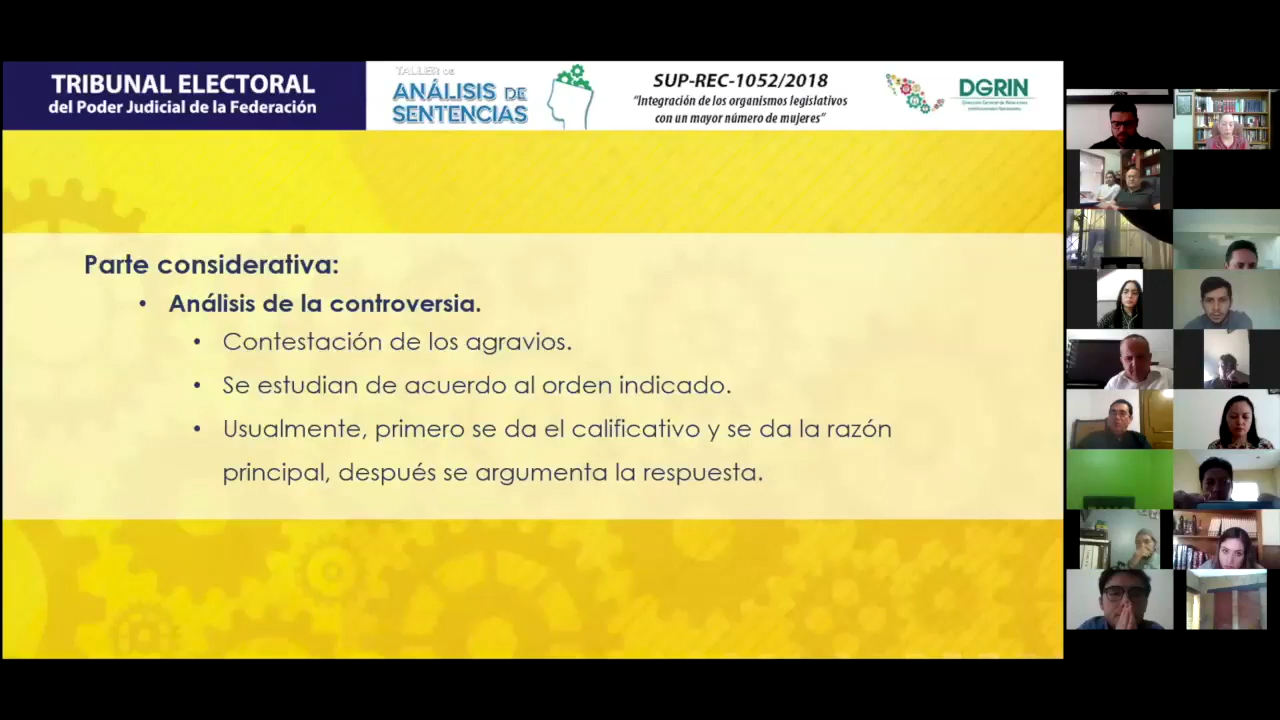 TRIBUNAL ELECTORAL
del Poder Judicial de la Federación
TALLER DE
ANÁLISIS DE
SENTENCIAS
SUP-REC-1052/2018
"Integración de los organismos legislativos
con un mayor número de mujeres"
DGRIN
Parte considerativa:
• Análisis de la controversia.
• Contestación de los agravios.
• Se estudian de acuerdo al orden indicado.
• Usualmente, primero se da el calificativo y se da la razón
principal, después se argumenta la respuesta.